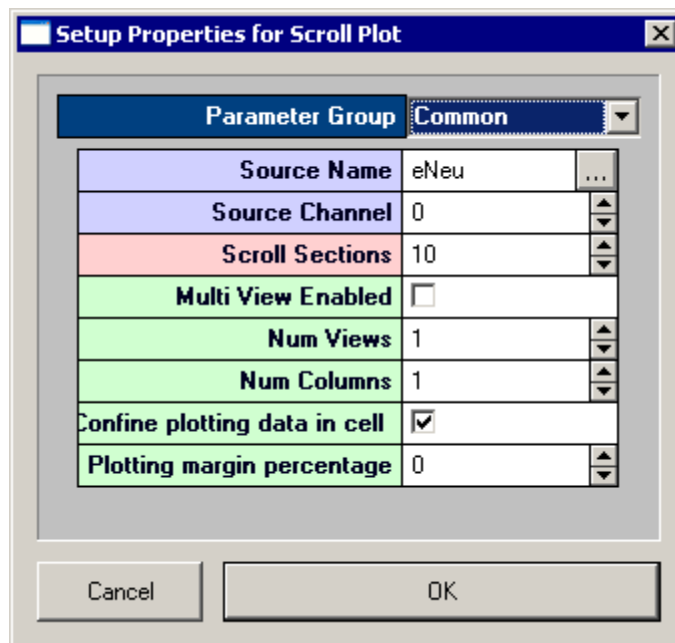 Setup Properties for Scroll Plot
Parameter Group Common
Source Name eNeu ...
Source Channel 0
Scroll Sections 10
Multi View Enabled
Num Views 1
Num Columns 1
Confine plotting data in cell
Plotting margin percentage 0
Cancel OK